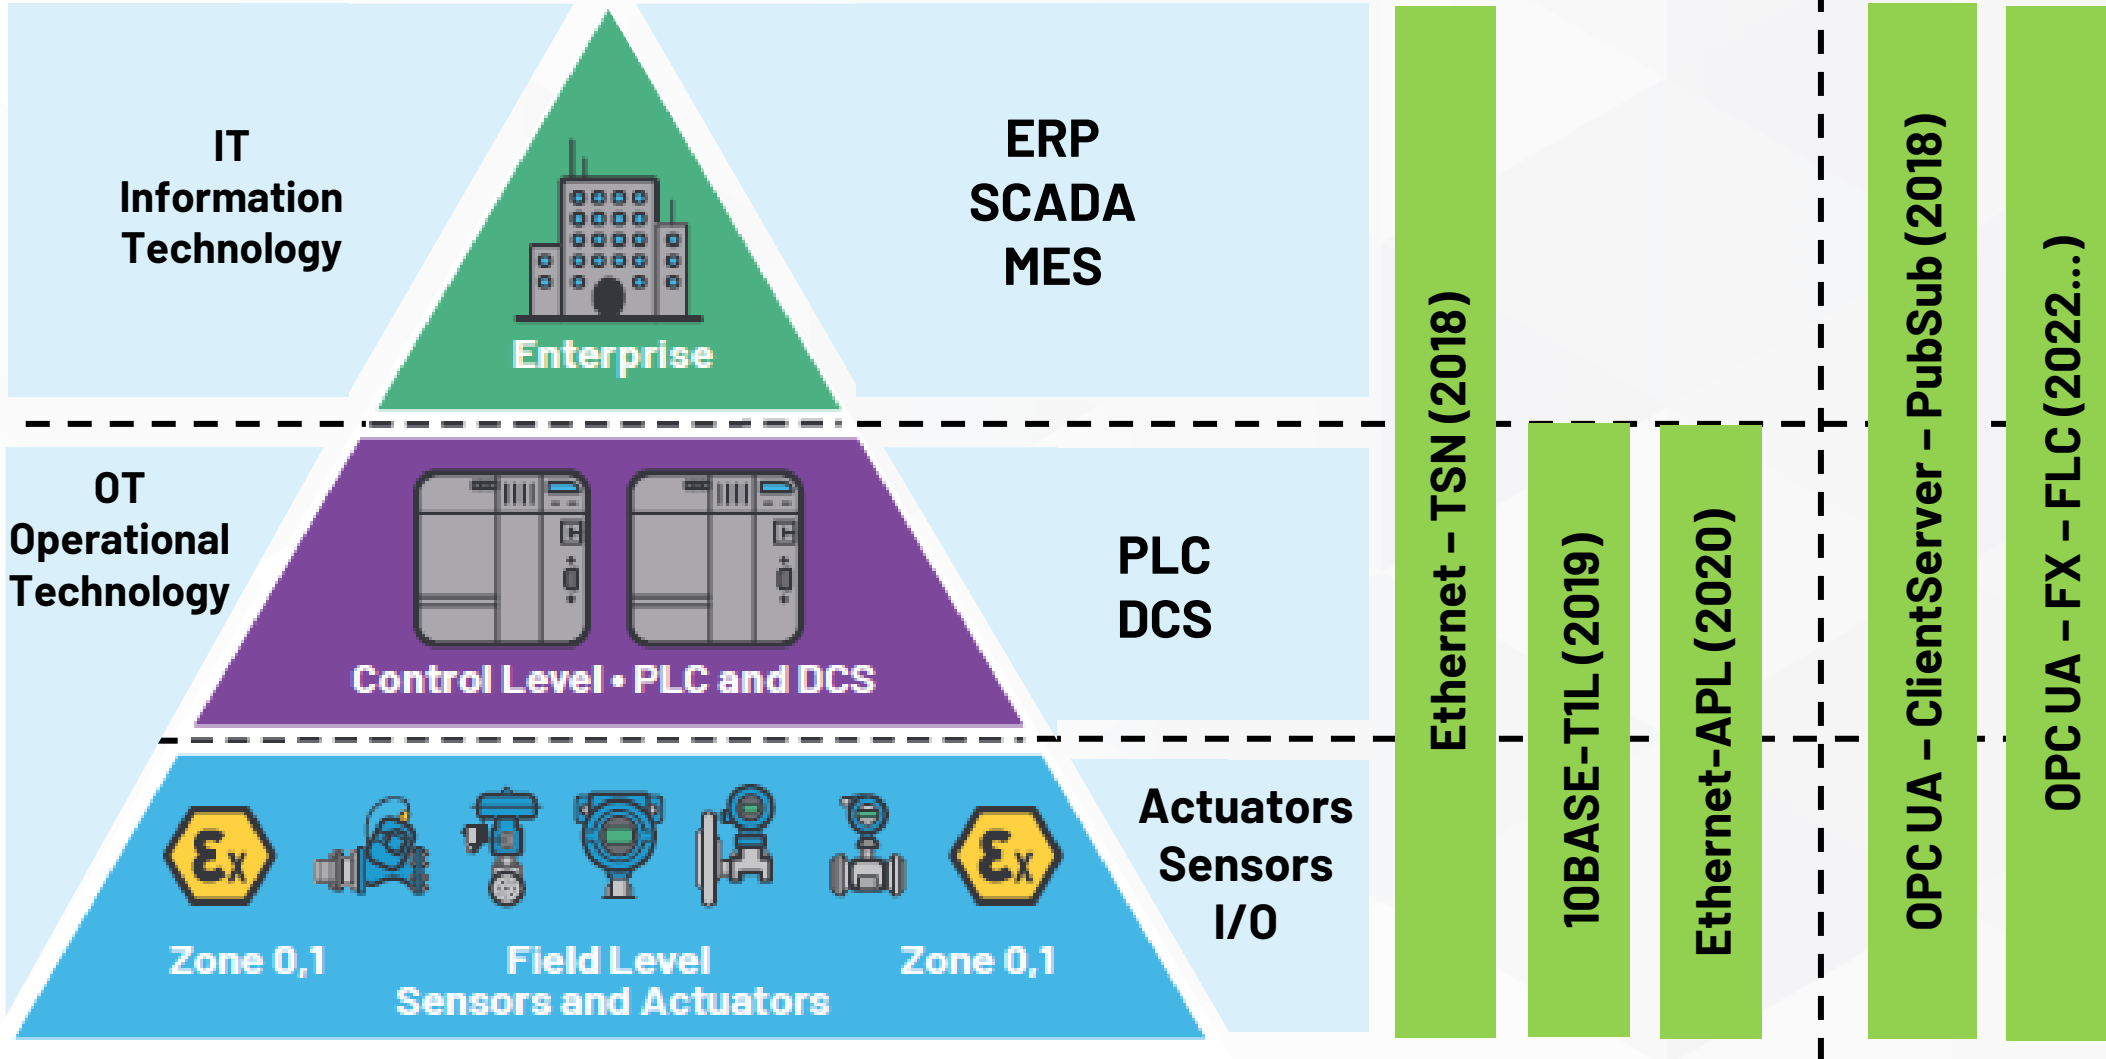 IT
Information
Technology
Enterprise
ERP
SCADA
MES
OT
Operational
Technology
Control Level • PLC and DCS
PLC
DCS
Ɛx
Ɛx
Zone 0,1
Field Level
Sensors and Actuators
Zone 0,1
Actuators
Sensors
I/O
Ethernet – TSN (2018)
10BASE-T1L (2019)
Ethernet-APL (2020)
OPC UA – ClientServer – PubSub (2018)
OPC UA – FX – FLC (2022...)